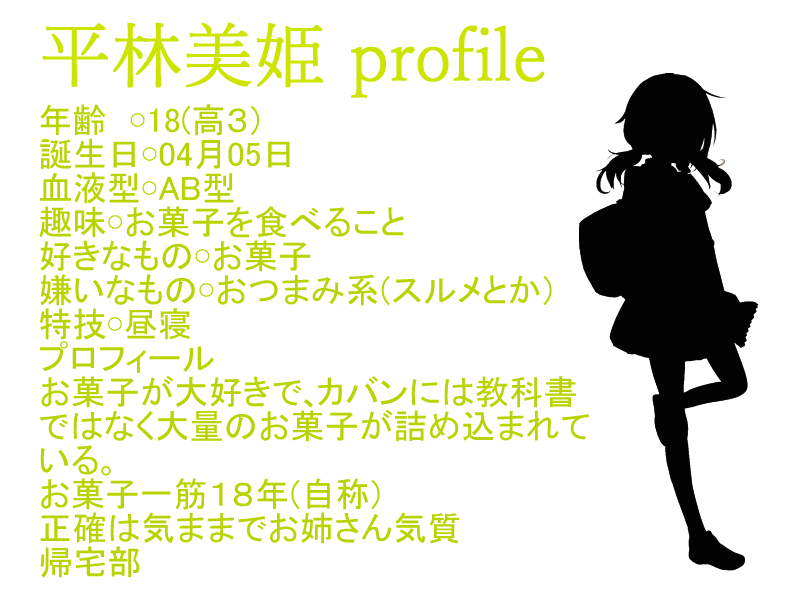 平林美姫 profile
年齢　○18(高３)
誕生日○04月05日
血液型○AB型
趣味○お菓子を食べること
好きなもの○お菓子
嫌いなもの○おつまみ系(スルメとか)
特技○昼寝
プロフィール
お菓子が大好きで、カバンには教科書
ではなく大量のお菓子が詰め込まれて
いる。
お菓子一筋１８年(自称)
正確は気ままでお姉さん気質
帰宅部